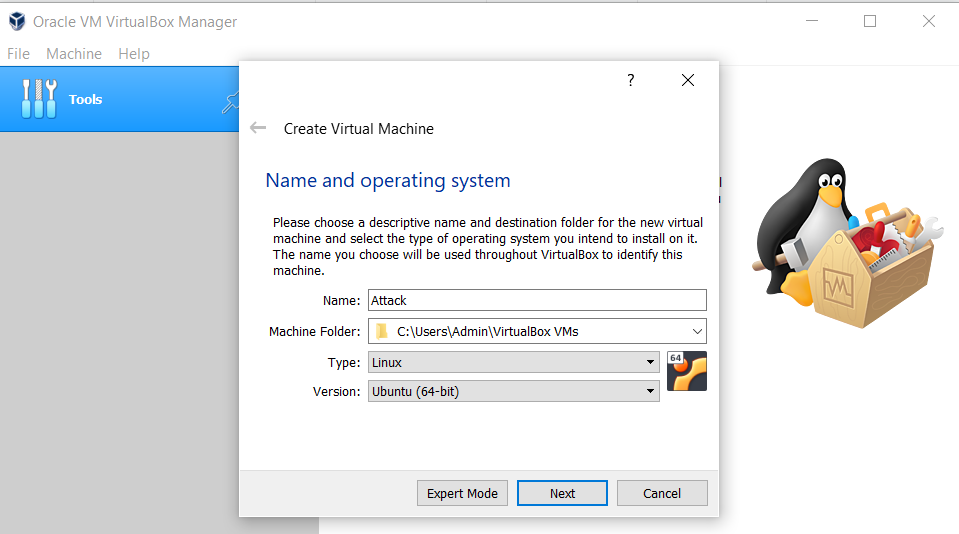 Oracle VM VirtualBox Manager
File Machine Help
Tools
?
Create Virtual Machine
Name and operating system
Please choose a descriptive name and destination folder for the new virtual
machine and select the type of operating system you intend to install on it.
The name you choose will be used throughout VirtualBox to identify this
machine.
Name: Attack
Machine Folder: C:\Users\Admin\VirtualBox VMs
Type: Linux
64
Version: Ubuntu (64-bit)
Expert Mode Next Cancel